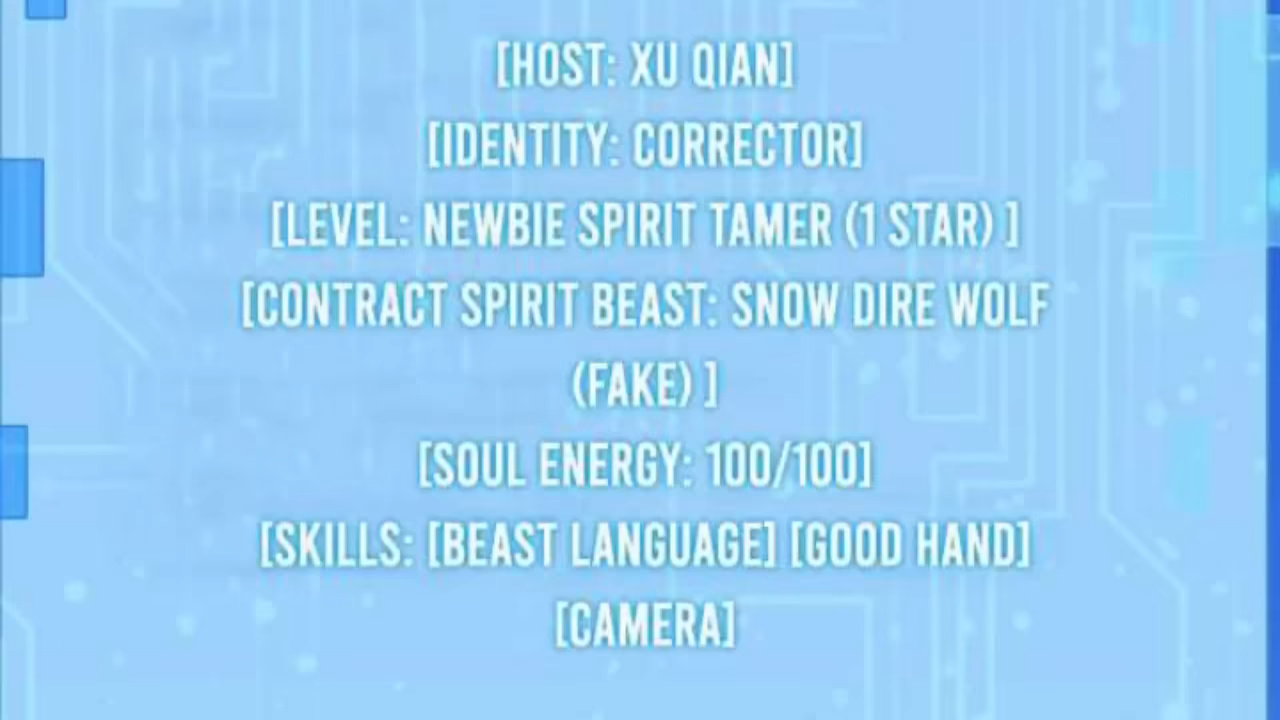 [HOST: XU QIAN]
[IDENTITY: CORRECTOR]
[LEVEL: NEWBIE SPIRIT TAMER (1 STAR) ]
[CONTRACT SPIRIT BEAST: SNOW DIRE WOLF
(FAKE) ]
[SOUL ENERGY: 100/100]
[SKILLS: [BEAST LANGUAGE] [GOOD HAND]
[CAMERA]